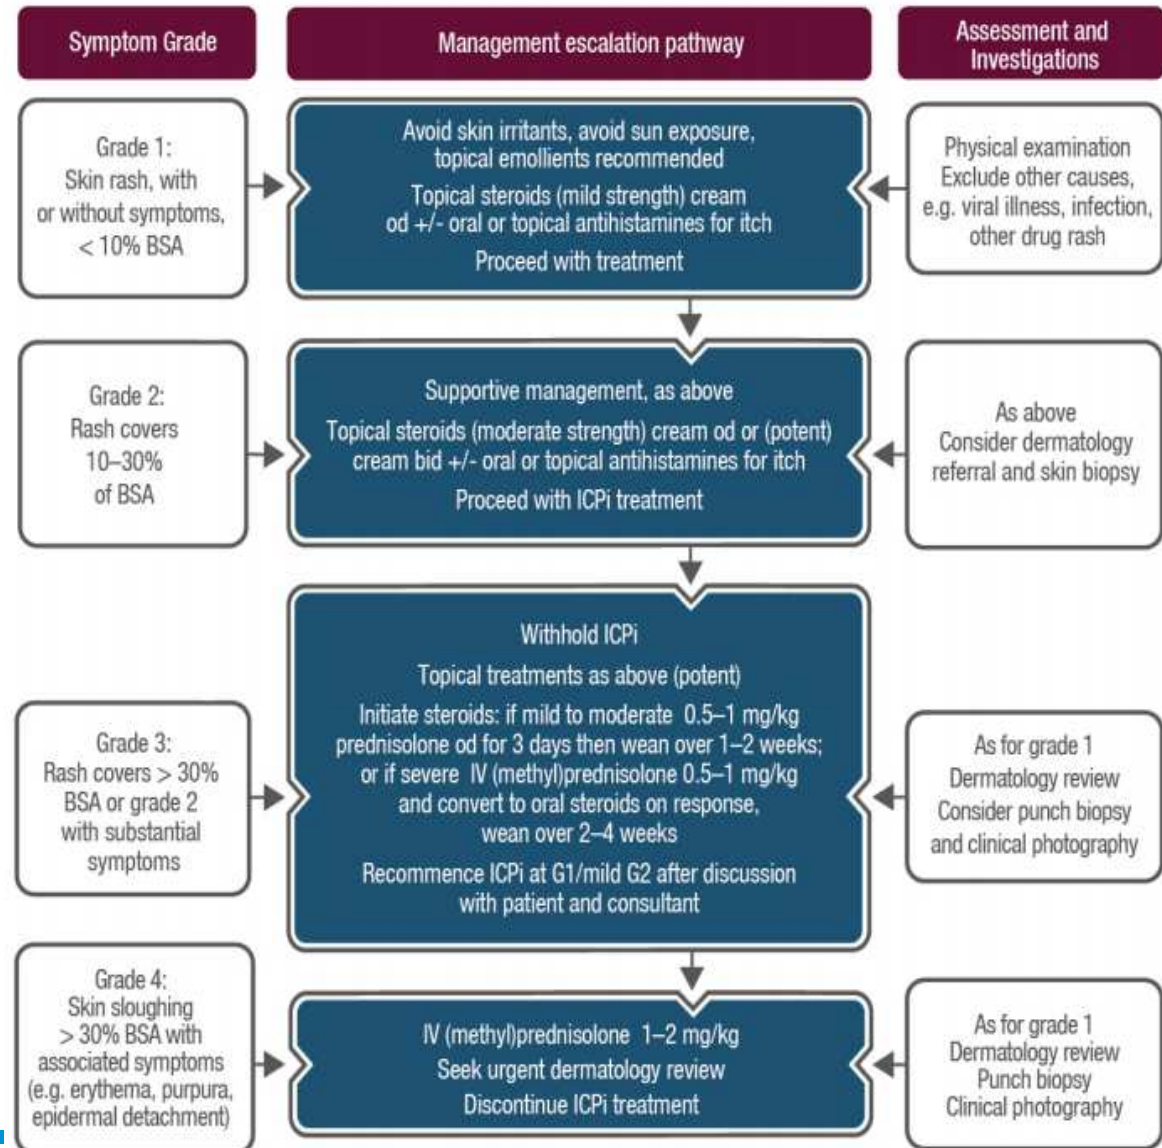 Symptom Grade
Management escalation pathway
Assessment and
Investigations
Grade 1:
Skin rash, with
or without symptoms,
< 10% BSA
Avoid skin irritants, avoid sun exposure,
topical emollients recommended
Topical steroids (mild strength) cream
od +/- oral or topical antihistamines for itch
Proceed with treatment
Physical examination
Exclude other causes,
e.g. viral illness, infection,
other drug rash
Grade 2:
Rash covers
10–30%
of BSA
Supportive management, as above
Topical steroids (moderate strength) cream od or (potent)
cream bid +/- oral or topical antihistamines for itch
Proceed with ICPi treatment
As above
Consider dermatology
referral and skin biopsy
Grade 3:
Rash covers > 30%
BSA or grade 2
with substantial
symptoms
Withhold ICPi
Topical treatments as above (potent)
Initiate steroids: if mild to moderate 0.5–1 mg/kg
prednisolone od for 3 days then wean over 1–2 weeks;
or if severe IV (methyl)prednisolone 0.5–1 mg/kg
and convert to oral steroids on response,
wean over 2–4 weeks
Recommence ICPi at G1/mild G2 after discussion
with patient and consultant
As for grade 1
Dermatology review
Consider punch biopsy
and clinical photography
Grade 4:
Skin sloughing
> 30% BSA with
associated symptoms
(e.g. erythema, purpura,
epidermal detachment)
IV (methyl)prednisolone 1–2 mg/kg
Seek urgent dermatology review
Discontinue ICPi treatment
As for grade 1
Dermatology review
Punch biopsy
Clinical photography